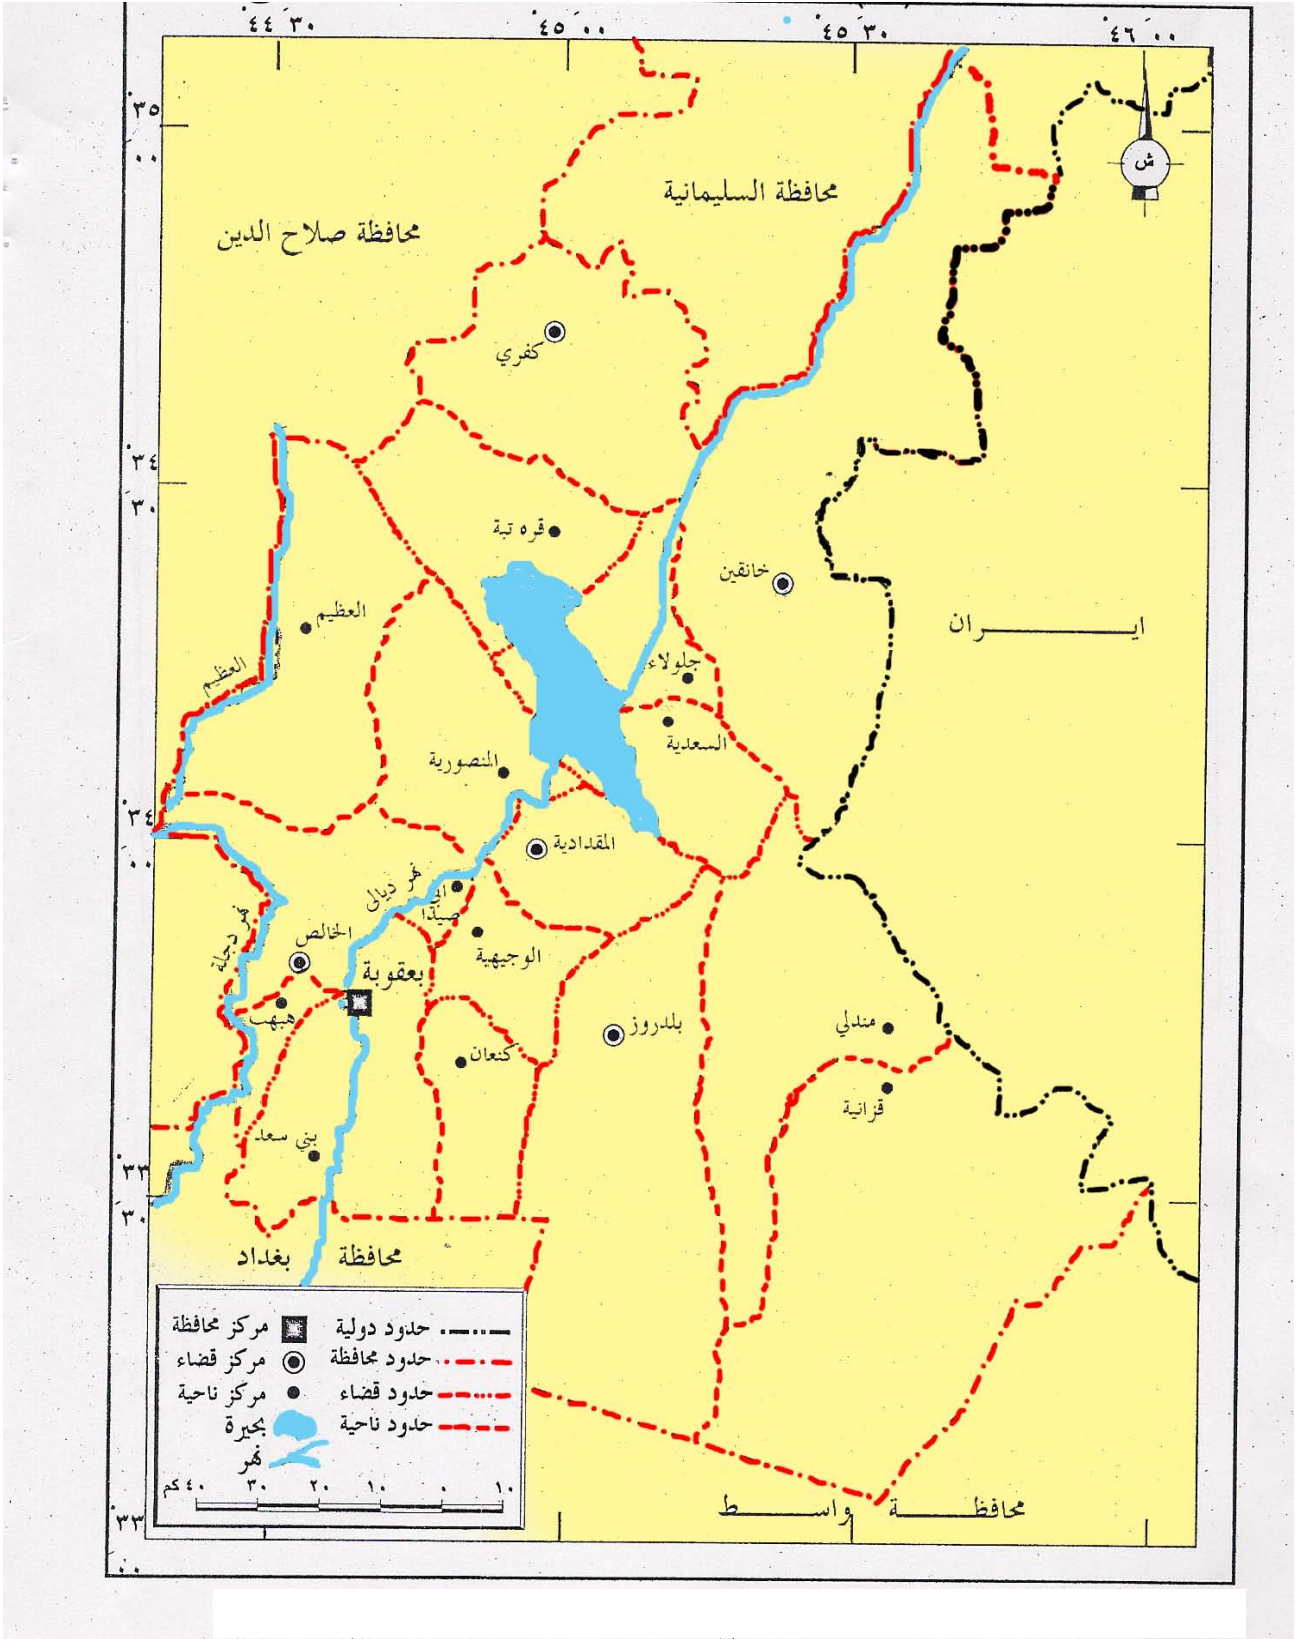 ٤٤ ٣٠
٤٥ ٠٠
٤٥ ٣٠
٤٦ ٠٠
٣٥
٠٠
ش
محافظة السليمانية
محافظة صلاح الدين
كفري
٣٤
٣٠
قره تبة
خانقين
ايــران
العظيم
العظيم
جلولاء
السعدية
المنصورية
٣٤
٠٠
المقدادية
نهر ديالى
ابي
صيدا
نهر دجلة
الخالص
الوجيهية
بعقوبة
هبهب
كنعان
بلدروز
مندلي
قزانية
بني سعد
٣٣
٣٠
محافظة بغداد
مركز محافظة
حدود دولية
مركز قضاء
حدود محافظة
مركز ناحية
حدود قضاء
بحيرة
حدود ناحية
نهر
٤٠ كم ٣٠ ٢٠ ١٠ ٠ ١٠
محافظــة واســط
٣٣
٠٠